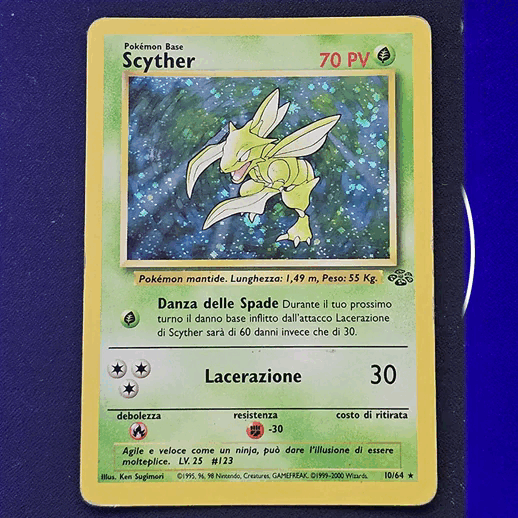 Pokémon Base
Scyther
70 PV
Pokémon mantide. Lunghezza: 1,49 m, Peso: 55 Kg.
Danza delle Spade Durante il tuo prossimo
turno il danno base inflitto dall'attacco Lacerazione
di Scyther sarà di 60 danni invece che di 30.
Lacerazione 30
debolezza resistenza costo di ritirata
-30
Agile e veloce come un ninja, può dare l'illusione di essere
molteplice. LV. 25 #123
Illus. Ken Sugimori ©1995, 96, 98 Nintendo, Creatures, GAMEFREAK. ©1999-2000 Wizards. 10/64 ★